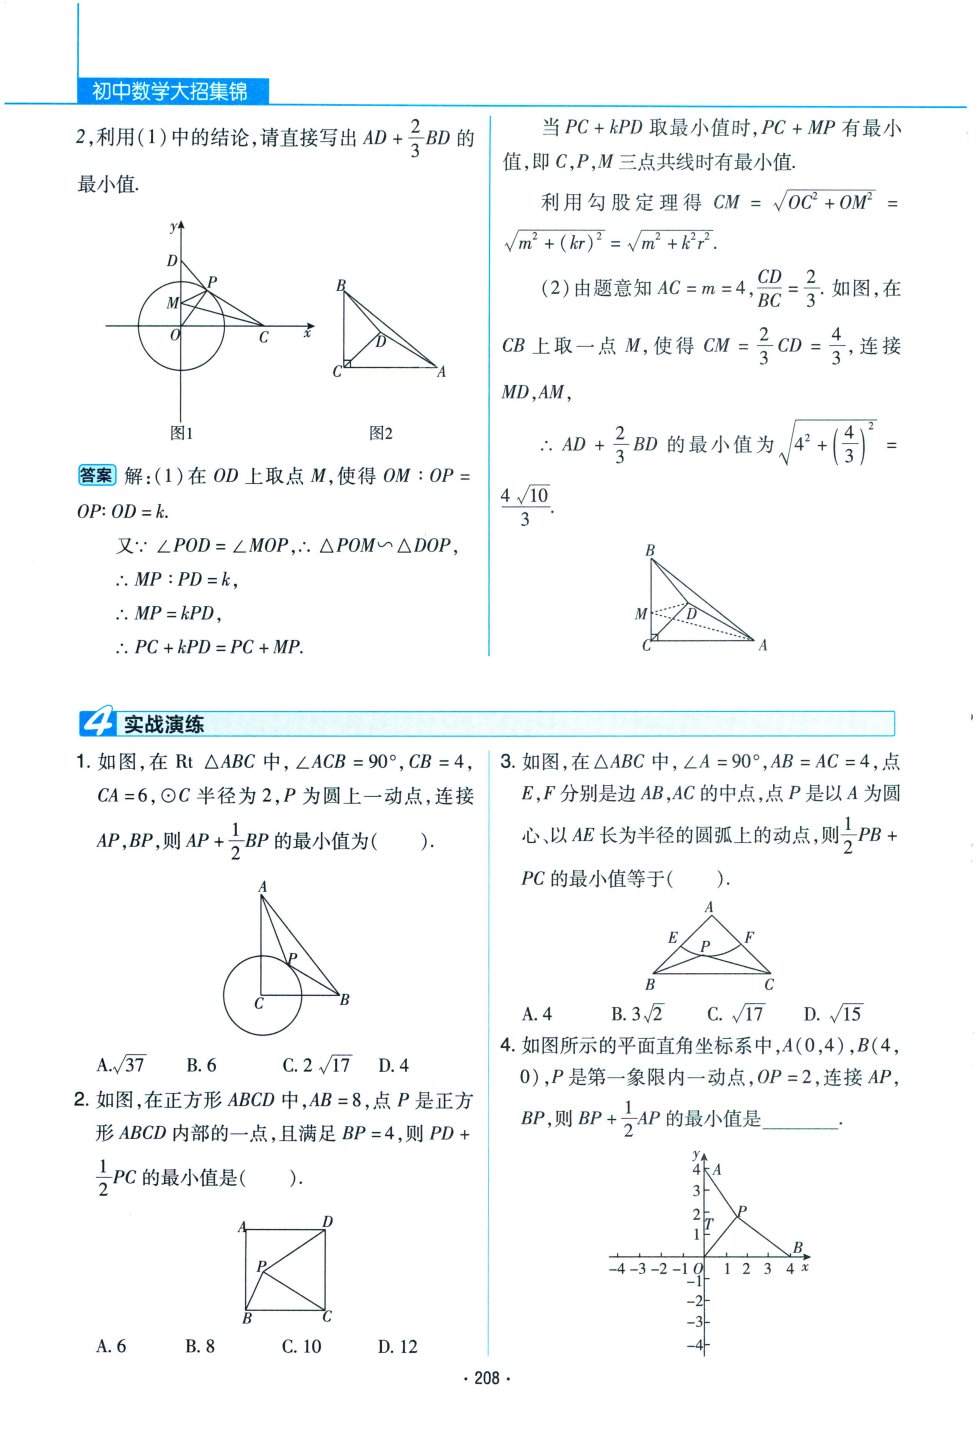 初中数学大招集锦
2,利用(1)中的结论,请直接写出 AD + 2/3 BD 的
最小值.
y
D
P
M
O
C
x
图1
B
D
C
A
图2
答案 解:(1)在 OD 上取点 M,使得 OM∶OP =
OP∶OD = k.
又∵ ∠POD = ∠MOP,∴ △POM∽△DOP,
∴ MP∶PD = k,
∴ MP = kPD,
∴ PC + kPD = PC + MP.
当 PC + kPD 取最小值时,PC + MP 有最小
值,即 C,P,M 三点共线时有最小值.
利用勾股定理得 CM = √(OC² + OM²) =
√(m² + (kr)²) = √(m² + k²r²).
(2)由题意知 AC = m = 4, CD/BC = 2/3. 如图,在
CB 上取一点 M,使得 CM = 2/3 CD = 4/3,连接
MD,AM,
∴ AD + 2/3 BD 的最小值为 √(4² + (4/3)²) =
4√10/3.
B
M
D
C
A
4 实战演练
1. 如图,在 Rt △ABC 中,∠ACB = 90°,CB = 4,
CA = 6,⊙C 半径为 2,P 为圆上一动点,连接
AP,BP,则 AP + 1/2 BP 的最小值为( ).
A
P
C
B
A.√37 B. 6 C. 2√17 D. 4
2. 如图,在正方形 ABCD 中,AB = 8,点 P 是正方
形 ABCD 内部的一点,且满足 BP = 4,则 PD +
1/2 PC 的最小值是( ).
A
D
P
B
C
A. 6 B. 8 C. 10 D. 12
3. 如图,在△ABC 中,∠A = 90°,AB = AC = 4,点
E,F 分别是边 AB,AC 的中点,点 P 是以 A 为圆
心、以 AE 长为半径的圆弧上的动点,则 1/2 PB +
PC 的最小值等于( ).
A
E
P
F
B
C
A. 4 B. 3√2 C. √17 D. √15
4. 如图所示的平面直角坐标系中,A(0,4),B(4,
0),P 是第一象限内一动点,OP = 2,连接 AP,
BP,则 BP + 1/2 AP 的最小值是________.
y
4 A
3
2 T P
1
B
-4 -3 -2 -1 O 1 2 3 4 x
-1
-2
-3
-4
· 208 ·